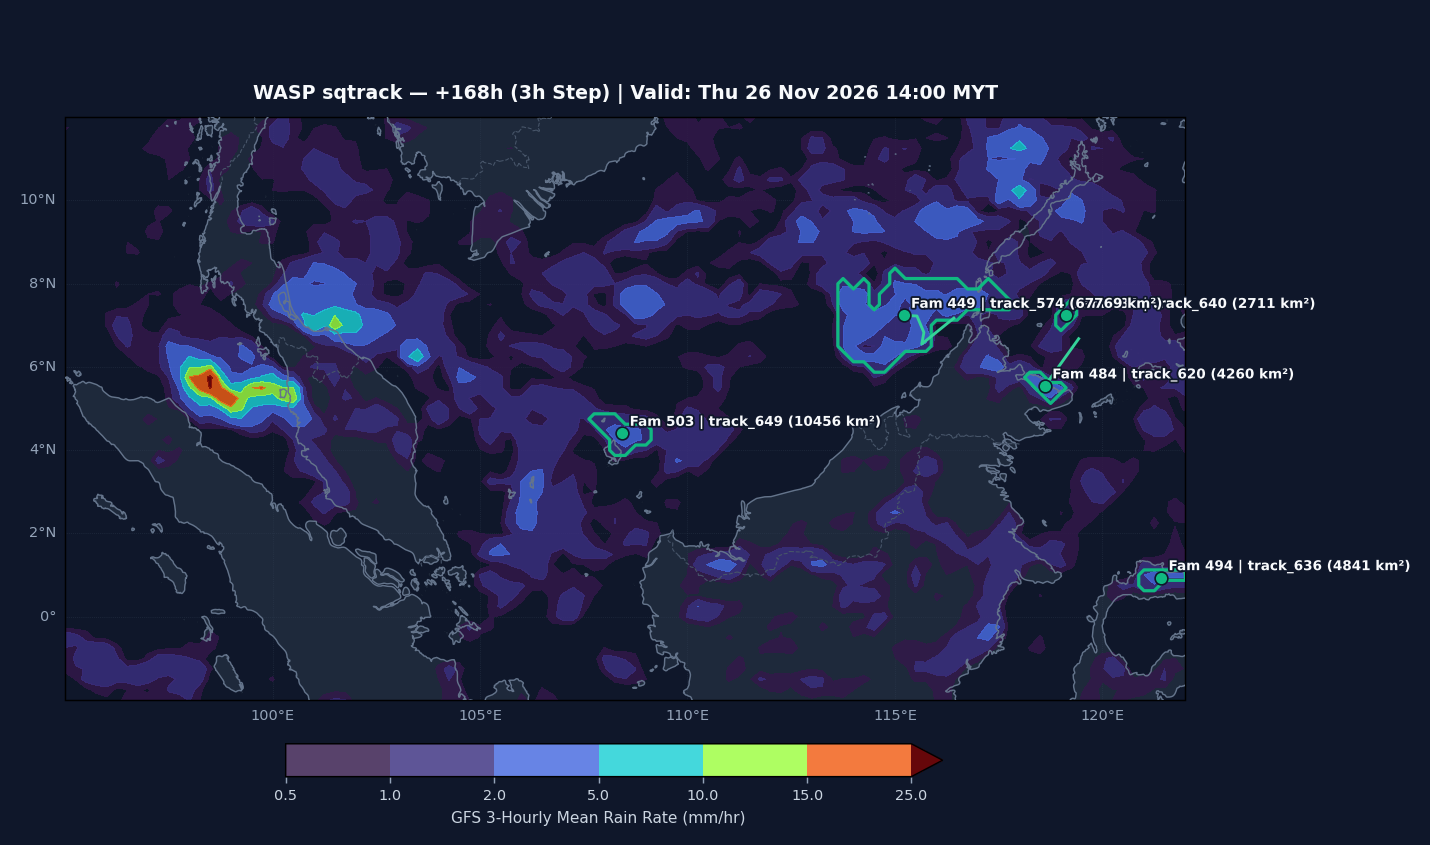 WASP sqtrack — +168h (3h Step) | Valid: Thu 26 Nov 2026 14:00 MYT
10°N
8°N
Fam 449 | track_574 (67769 km²)
track_640 (2711 km²)
6°N
Fam 484 | track_620 (4260 km²)
Fam 503 | track_649 (10456 km²)
4°N
2°N
Fam 494 | track_636 (4841 km²)
0°
100°E 105°E 110°E 115°E 120°E
0.5 1.0 2.0 5.0 10.0 15.0 25.0
GFS 3-Hourly Mean Rain Rate (mm/hr)